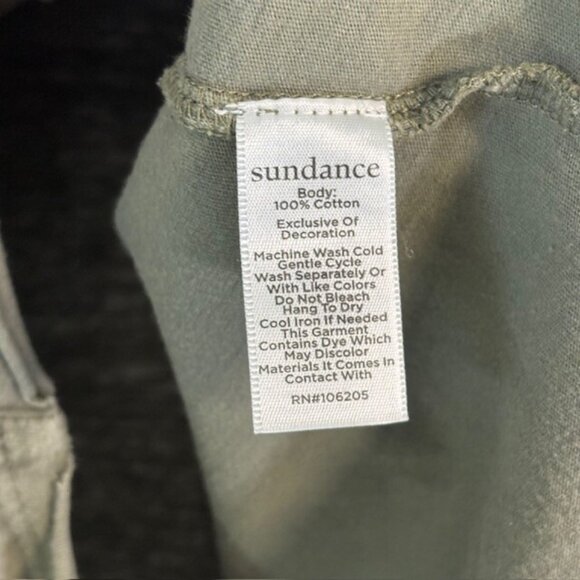 sundance
Body:
100% Cotton
Exclusive Of
Decoration
Machine Wash Cold
Gentle Cycle
Wash Separately Or
With Like Colors
Do Not Bleach
Hang To Dry
Cool Iron If Needed
This Garment
Contains Dye Which
May Discolor
Materials It Comes In
Contact With
RN#106205